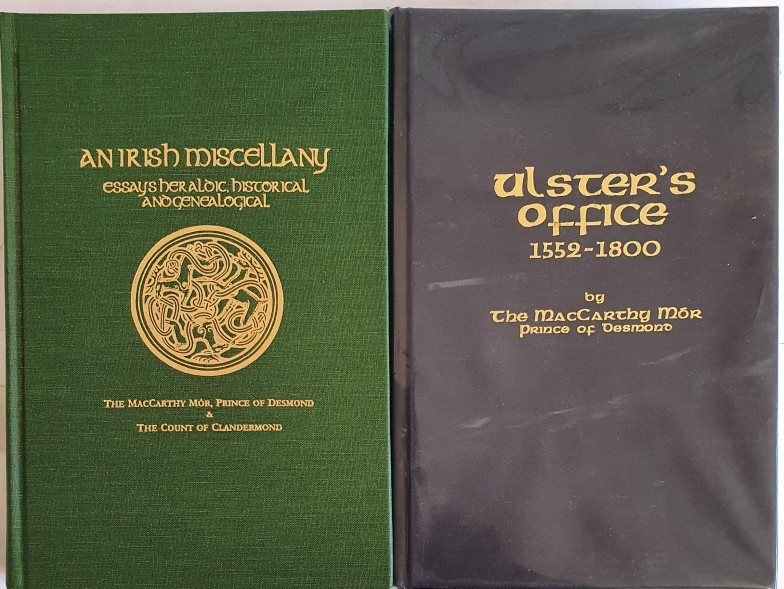 AN IRISH MISCELLANY
ESSAYS HERALDIC, HISTORICAL
AND GENEALOGICAL
THE MACCARTHY MÓR, PRINCE OF DESMOND
&
THE COUNT OF CLANDERMOND
Ulster's
Office
1552-1800
by
The MacCarthy Mór
Prince of Desmond